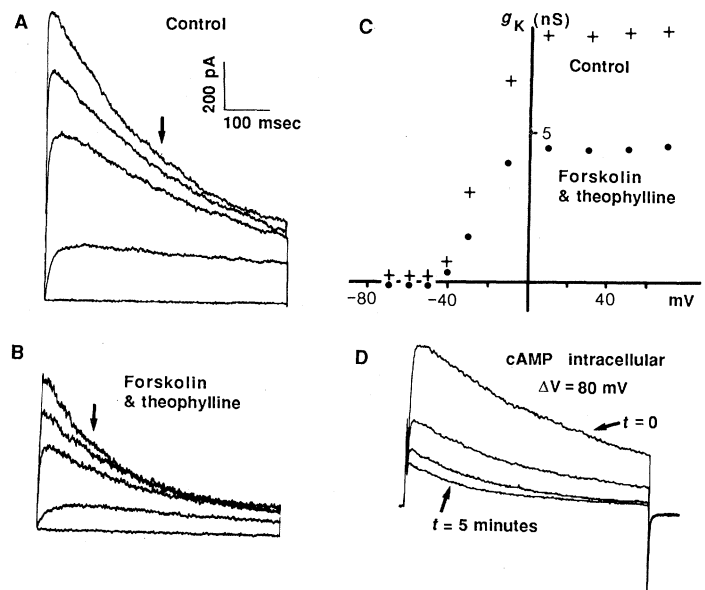 A
Control
200 pA
100 msec
B
Forskolin
& theophylline
C
gK (nS)
Control
5
Forskolin
& theophylline
−80
−40
40
mV
D
cAMP intracellular
ΔV = 80 mV
t = 0
t = 5 minutes